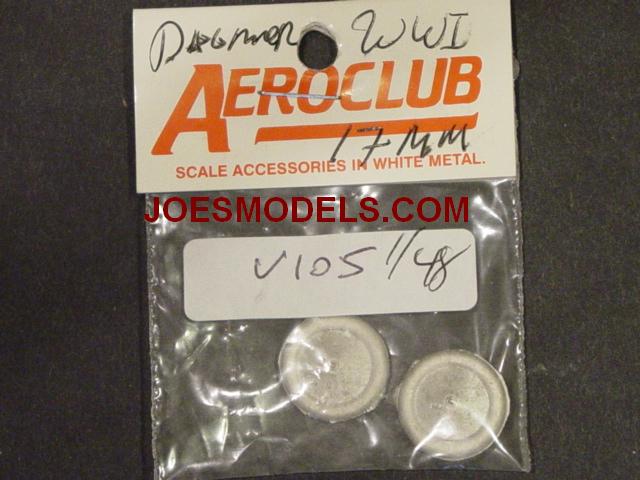 WWI
AEROCLUB
17MM
SCALE ACCESSORIES IN WHITE METAL.
JOESMODELS.COM
V105 1/48